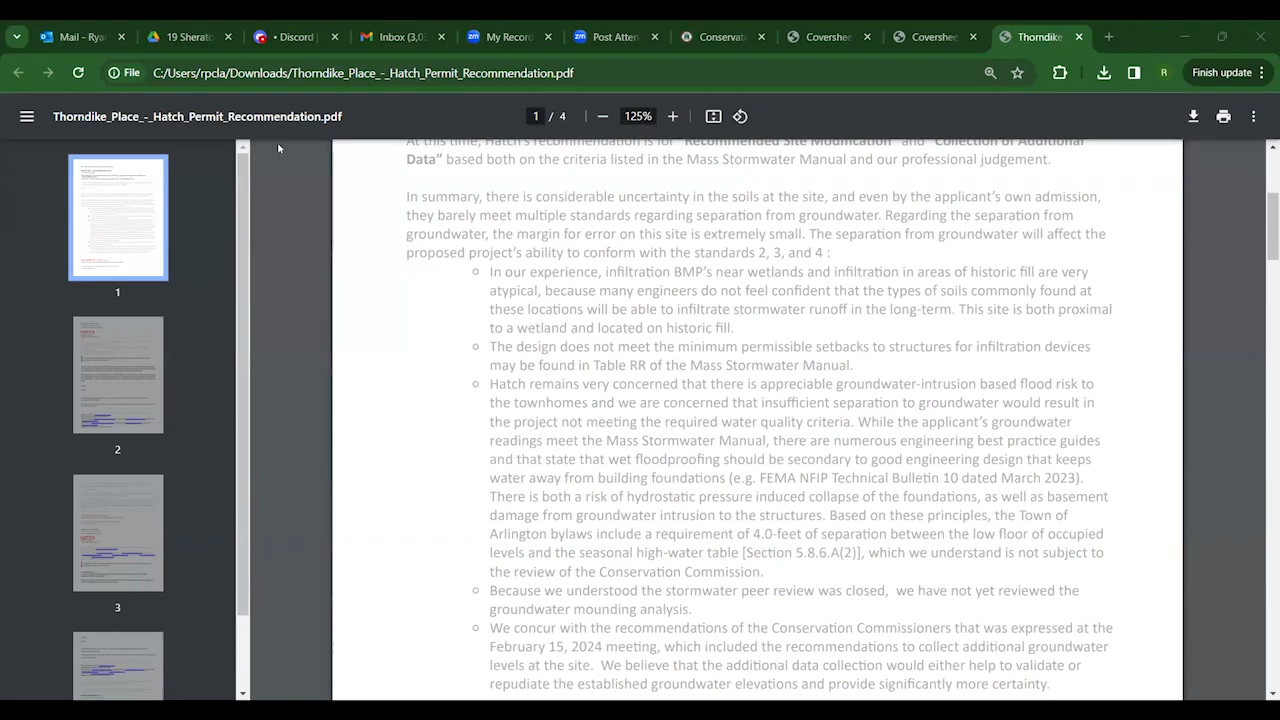 Mail - Rya
19 Sherato
Discord |
Inbox (3,0
My Record
Post Atten
Conservat
Covershee
Covershee
Thorndike
File
C:/Users/rpcla/Downloads/Thorndike_Place_-_Hatch_Permit_Recommendation.pdf
R
Finish update
Thorndike_Place_-_Hatch_Permit_Recommendation.pdf
1 / 4
125%
At this time, Hatch's recommendation is for "Recommended Site Modification" and "Collection of Additional
Data" based both on the criteria listed in the Mass Stormwater Manual and our professional judgement.
In summary, there is considerable uncertainty in the soils at the site, and even by the applicant's own admission,
they barely meet multiple standards regarding separation from groundwater. Regarding the separation from
groundwater, the margin for error on this site is extremely small. The separation from groundwater will affect the
proposed project's ability to conform with the standards 2, 3, and 4 :
○ In our experience, infiltration BMP's near wetlands and infiltration in areas of historic fill are very
atypical, because many engineers do not feel confident that the types of soils commonly found at
these locations will be able to infiltrate stormwater runoff in the long-term. This site is both proximal
to a wetland and located on historic fill.
○ The design does not meet the minimum permissible setbacks to structures for infiltration devices
may be found in Table RR of the Mass Stormwater Manual.
○ Hatch remains very concerned that there is appreciable groundwater-intrusion based flood risk to
the townhomes and we are concerned that insufficient separation to groundwater would result in
the project not meeting the required water quality criteria. While the applicant's groundwater
readings meet the Mass Stormwater Manual, there are numerous engineering best practice guides
and that state that wet floodproofing should be secondary to good engineering design that keeps
water away from building foundations (e.g. FEMA NFIP Technical Bulletin 10 dated March 2023).
There is both a risk of hydrostatic pressure induced collapse of the foundations, as well as basement
damage from groundwater intrusion to the structures. Based on these principles, the Town of
Arlington bylaws include a requirement of 4.0-feet of separation between the low floor of occupied
levels and the seasonal high-water table [Section 5.8.6.A(2)], which we understand is not subject to
the review of the Conservation Commission.
○ Because we understood the stormwater peer review was closed,  we have not yet reviewed the
groundwater mounding analysis.
○ We concur with the recommendations of the Conservation Commissioners that was expressed at the
February 15, 2024 meeting, which included the recommendations to collect additional groundwater
levels at the site.  We believe that the additional data collection would either help to validate or
repudiate the established groundwater elevations and provide significantly more certainty.
1
2
3